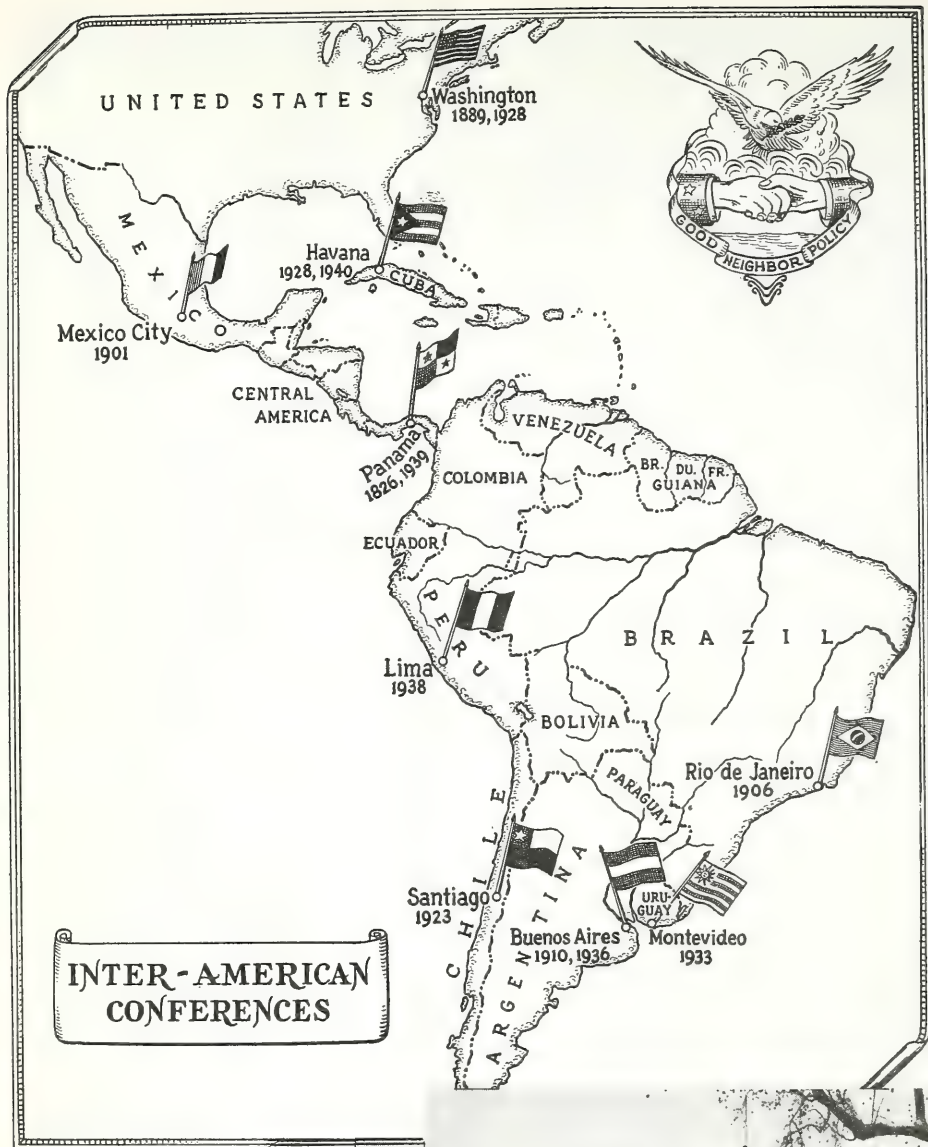 UNITED STATES
Washington
1889, 1928
GOOD NEIGHBOR POLICY
MEXICO
Havana
1928, 1940
CUBA
Mexico City
1901
CENTRAL
AMERICA
Panama
1826, 1939
VENEZUELA
COLOMBIA
BR. DU. FR.
GUIANA
ECUADOR
PERU
BRAZIL
Lima
1938
BOLIVIA
Rio de Janeiro
1906
PARAGUAY
CHILE
Santiago
1923
ARGENTINA
URU-
GUAY
Buenos Aires
1910, 1936
Montevideo
1933
INTER-AMERICAN
CONFERENCES